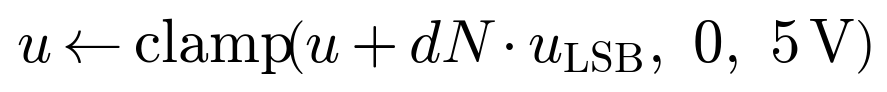 u ← clamp(u + dN · u_LSB, 0, 5 V)